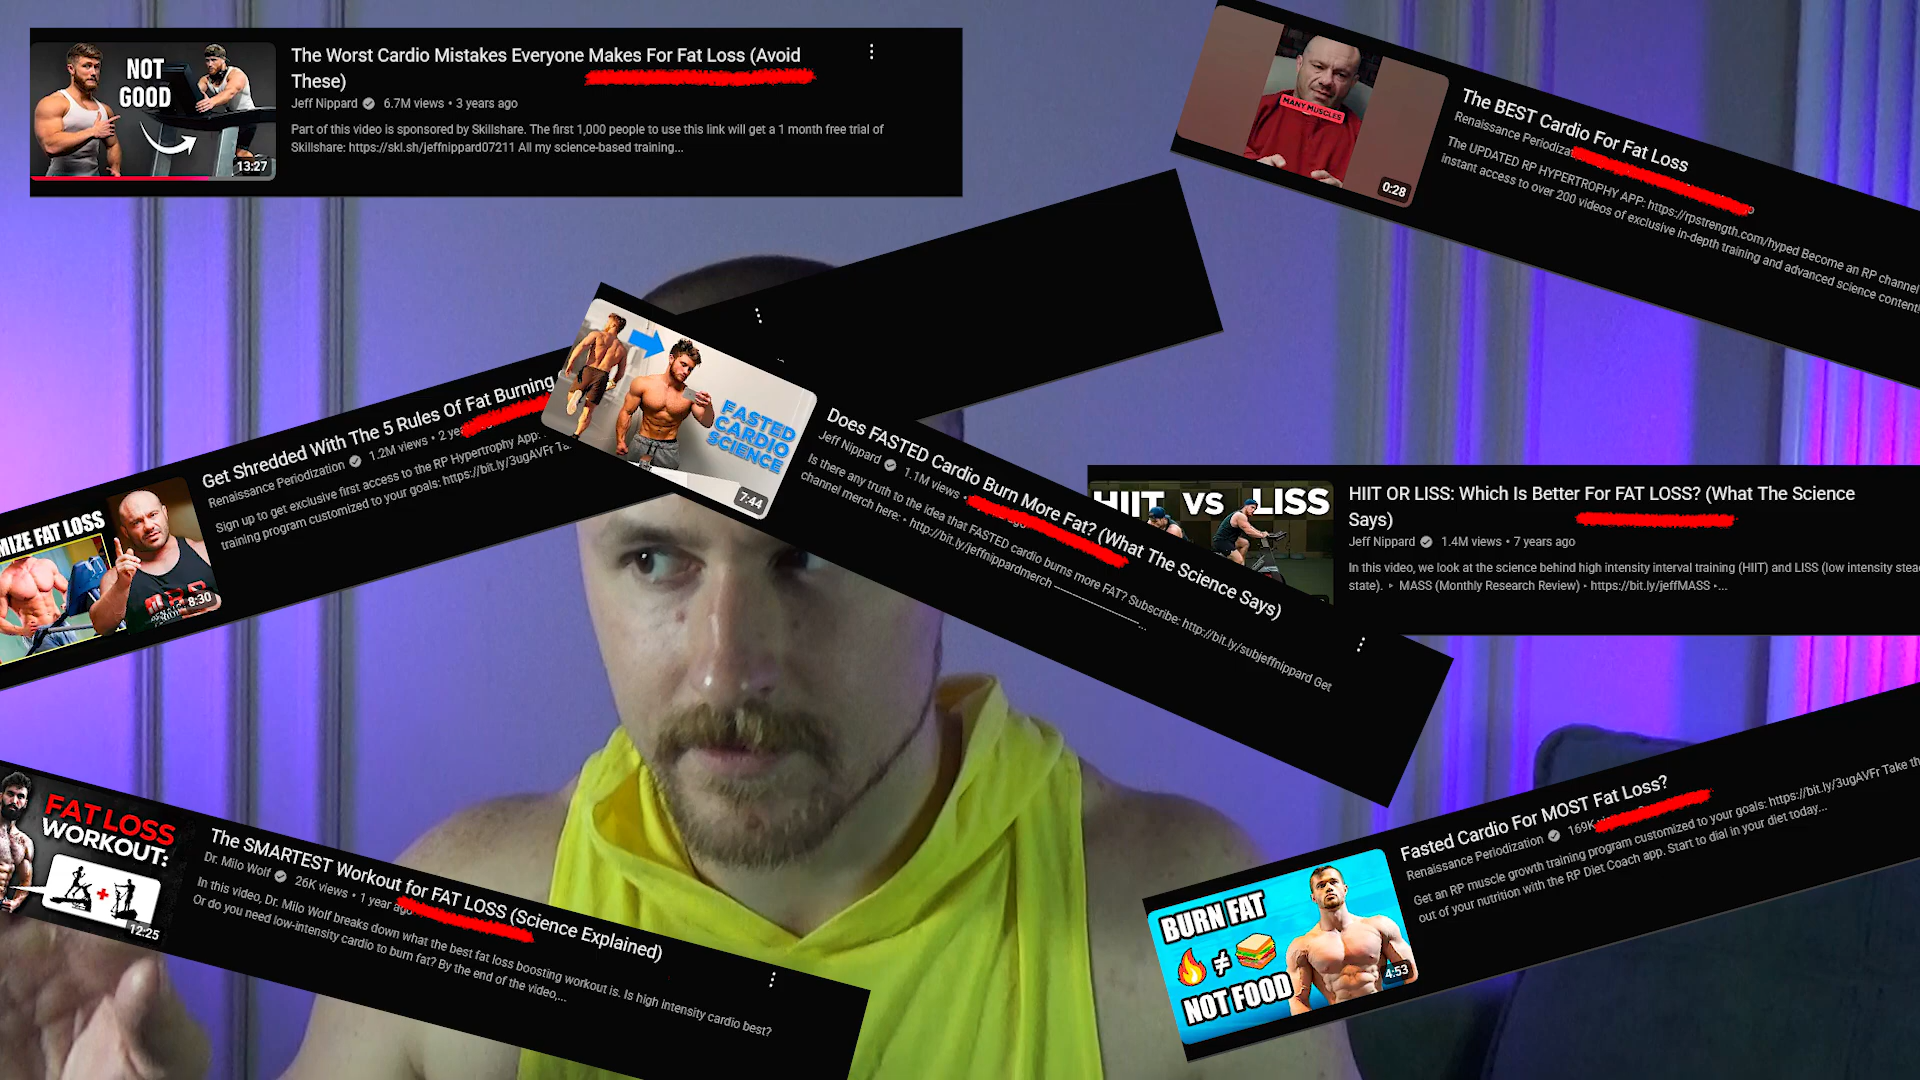 NOT
GOOD
13:27
The Worst Cardio Mistakes Everyone Makes For Fat Loss (Avoid
These)
Jeff Nippard 6.7M views • 3 years ago
Part of this video is sponsored by Skillshare. The first 1,000 people to use this link will get a 1 month free trial of
Skillshare: https://skl.sh/jeffnippard07211 All my science-based training...
MANY MUSCLES
0:28
The BEST Cardio For Fat Loss
Renaissance
The UPDATED RP HYPERTROPHY APP: https://rpstrength.com/hyped Become an RP channel
instant access to over 200 videos of exclusive in-depth training and advanced science content!
MIZE FAT LOSS
8:30
Get Shredded With The 5 Rules Of Fat Burning
Renaissance Periodization 1.2M views • 2
Sign up to get exclusive first access to the RP Hypertrophy App:
training program customized to your goals: https://bit.ly/3ugAVFr
FASTED
CARDIO
SCIENCE
7:44
Does FASTED Cardio Burn More Fat? (What The Science Says)
Jeff Nippard 1.1M views •
Is there any truth to the idea that FASTED cardio burns more FAT? Subscribe: http://bit.ly/subjeffnippard Get
channel merch here: • http://bit.ly/jeffnippardmerch ------------------------------...
HIIT VS LISS
HIIT OR LISS: Which Is Better For FAT LOSS? (What The Science
Says)
Jeff Nippard 1.4M views • 7 years ago
In this video, we look at the science behind high intensity interval training (HIIT) and LISS (low intensity
state). ‣ MASS (Monthly Research Review) • https://bit.ly/jeffMASS ‣...
FAT LOSS
WORKOUT:
12:25
The SMARTEST Workout for FAT LOSS (Science Explained)
Dr. Milo Wolf 26K views • 1 year ago
In this video, Dr. Milo Wolf breaks down what the best fat loss boosting workout is. Is high intensity cardio best?
Or do you need low-intensity cardio to burn fat? By the end of the video,...
BURN FAT
≠
NOT FOOD
4:53
Fasted Cardio For MOST Fat Loss?
Renaissance Periodization 169K
Get an RP muscle growth training program customized to your goals: https://bit.ly/3ugAVFr Take
out of your nutrition with the RP Diet Coach app. Start to dial in your diet today...